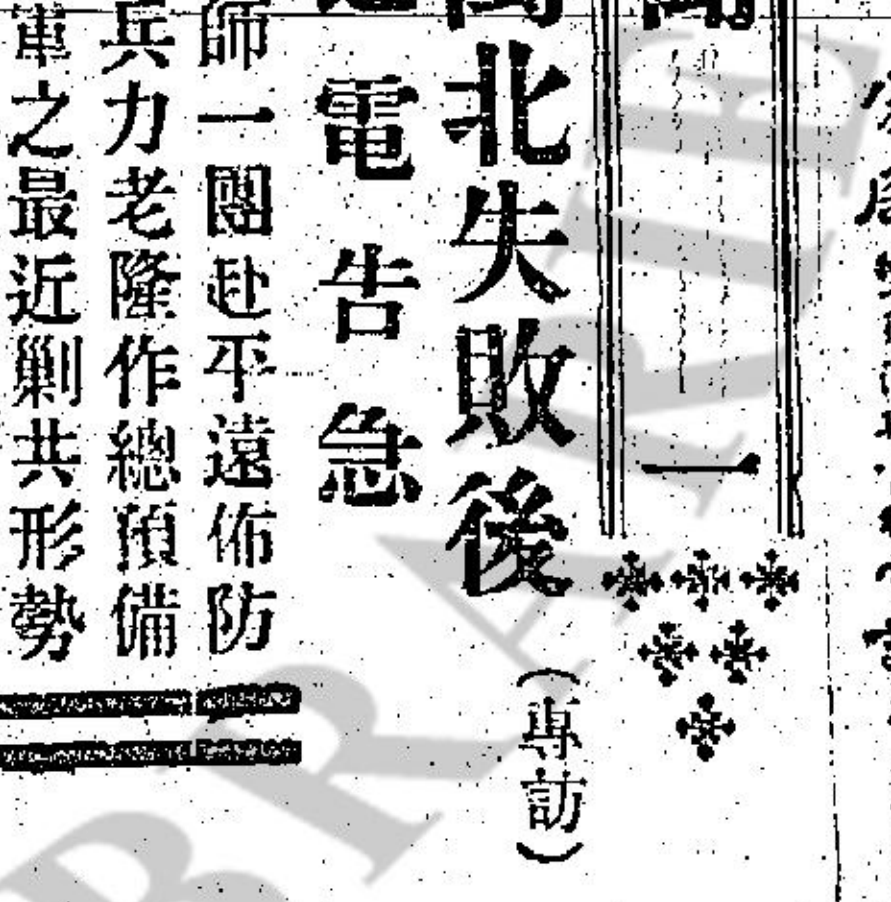 一
北失敗後
（專訪）
電告急
師一團赴平遠佈防
兵力老隆作總預備
軍之最近剿共形勢
BRARIE